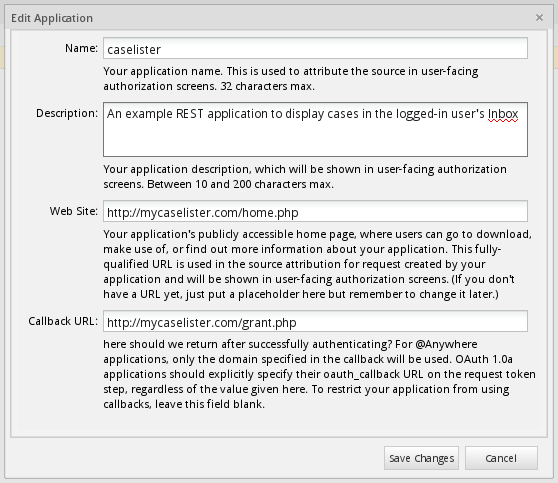 Edit Application
Name:
caselister
Your application name. This is used to attribute the source in user-facing
authorization screens. 32 characters max.
Description:
An example REST application to display cases in the logged-in user's Inbox
Your application description, which will be shown in user-facing authorization
screens. Between 10 and 200 characters max.
Web Site:
http://mycaselister.com/home.php
Your application's publicly accessible home page, where users can go to download,
make use of, or find out more information about your application. This fully-
qualified URL is used in the source attribution for request created by your
application and will be shown in user-facing authorization screens. (If you don't
have a URL yet, just put a placeholder here but remember to change it later.)
Callback URL:
http://mycaselister.com/grant.php
here should we return after successfully authenticating? For @Anywhere
applications, only the domain specified in the callback will be used. OAuth 1.0a
applications should explicitly specify their oauth_callback URL on the request token
step, regardless of the value given here. To restrict your application from using
callbacks, leave this field blank.
Save Changes
Cancel